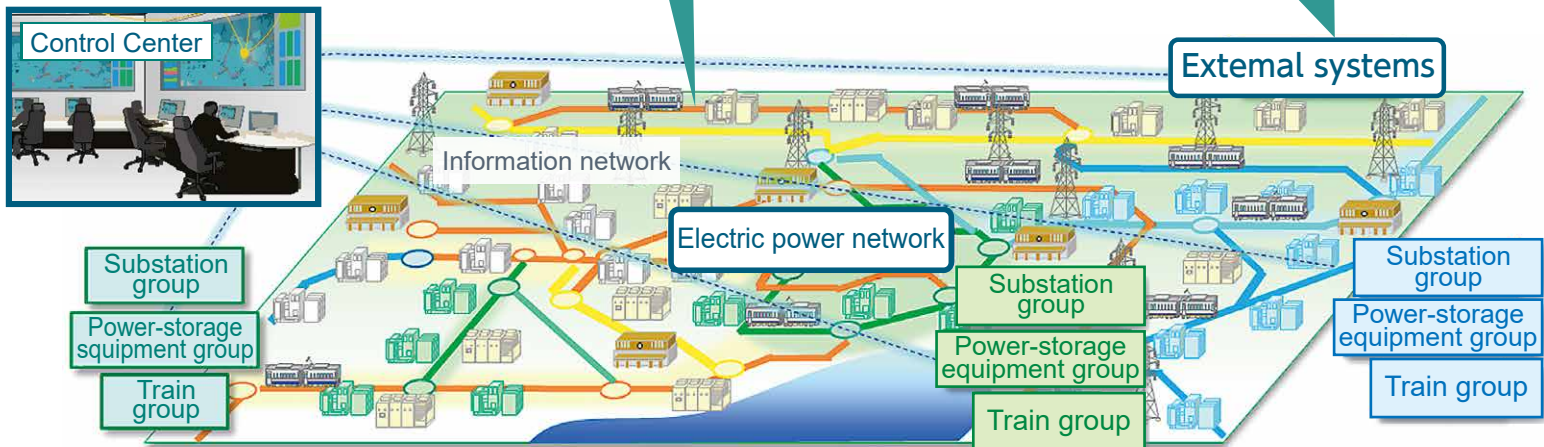 Control Center
Extemal systems
Information network
Electric power network
Substation
group
Power-storage
squipment group
Train
group
Substation
group
Power-storage
equipment group
Train group
Substation
group
Power-storage
equipment group
Train group